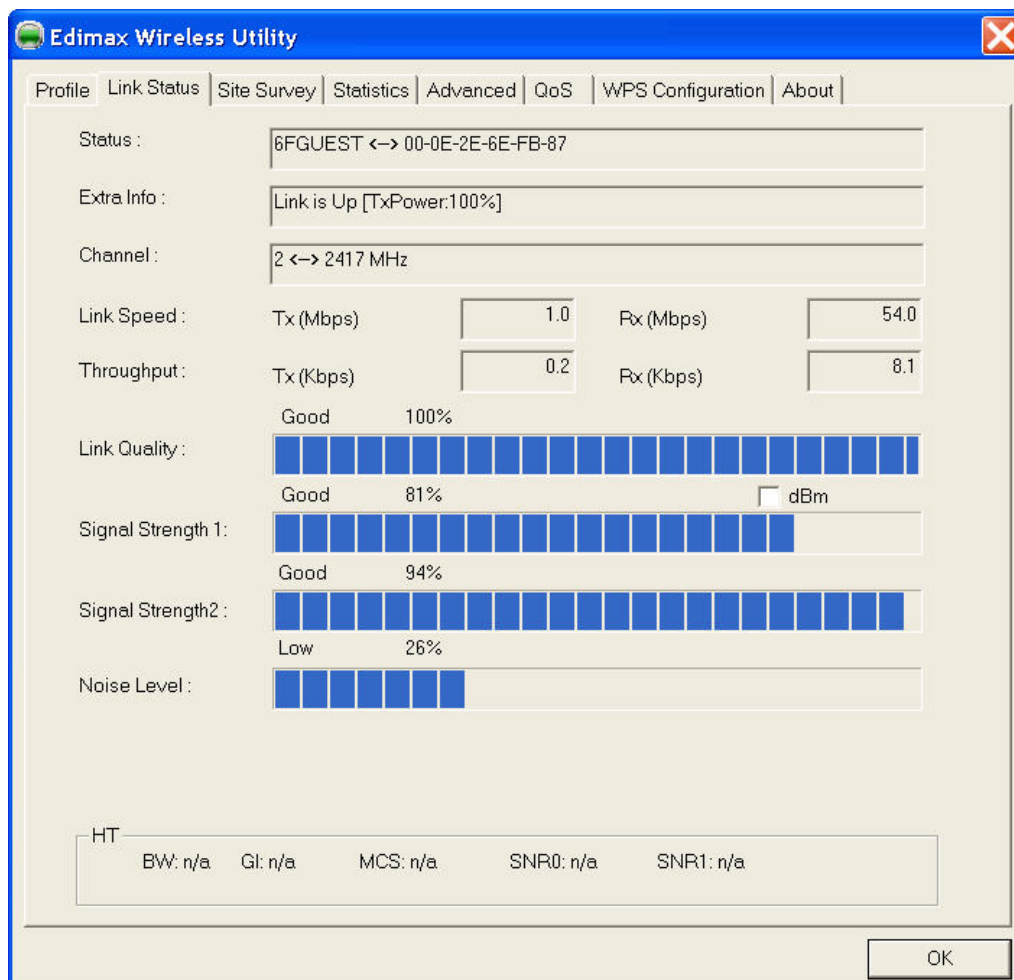 Edimax Wireless Utility
Profile Link Status Site Survey Statistics Advanced QoS WPS Configuration About
Status : 6FGUEST <--> 00-0E-2E-6E-FB-87
Extra Info : Link is Up [TxPower:100%]
Channel : 2 <--> 2417 MHz
Link Speed : Tx (Mbps) 1.0 Rx (Mbps) 54.0
Throughput : Tx (Kbps) 0.2 Rx (Kbps) 8.1
Good 100%
Link Quality :
Good 81% dBm
Signal Strength 1:
Good 94%
Signal Strength2 :
Low 26%
Noise Level :
HT
BW: n/a GI: n/a MCS: n/a SNR0: n/a SNR1: n/a
OK